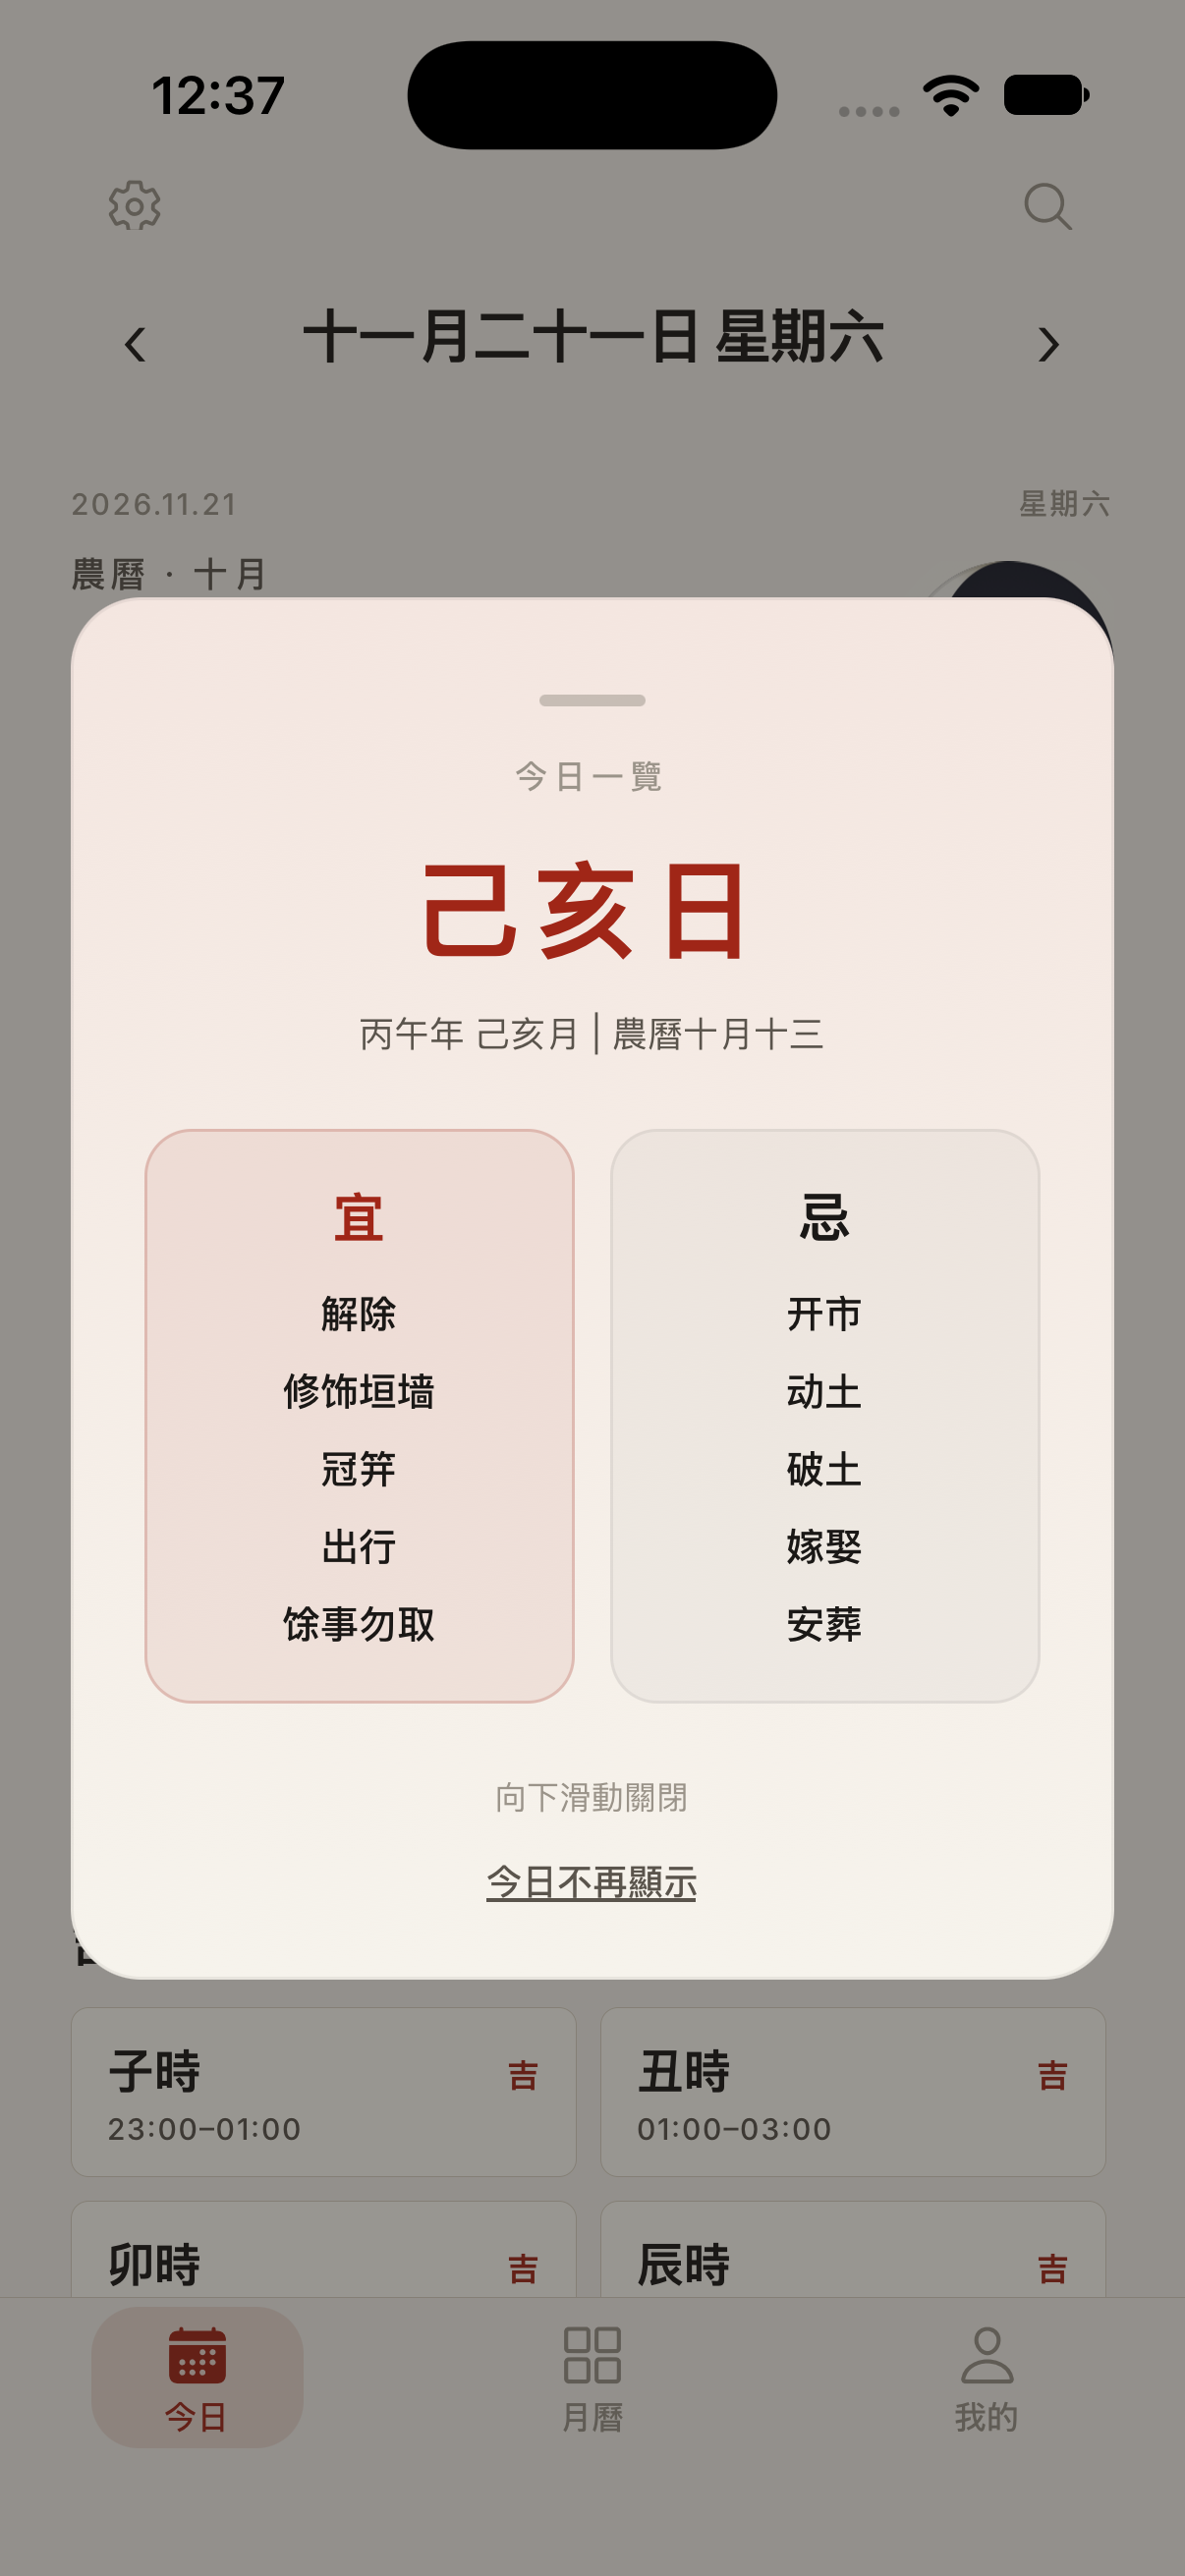 12:37
十一月二十一日 星期六
2026.11.21
星期六
農曆 · 十月
今日一覽
己亥日
丙午年 己亥月 | 農曆十月十三
宜
忌
解除
开市
修饰垣墙
动土
冠笄
破土
出行
嫁娶
馀事勿取
安葬
向下滑動關閉
今日不再顯示
子時
吉
丑時
吉
23:00–01:00
01:00–03:00
卯時
吉
辰時
吉
今日
月曆
我的